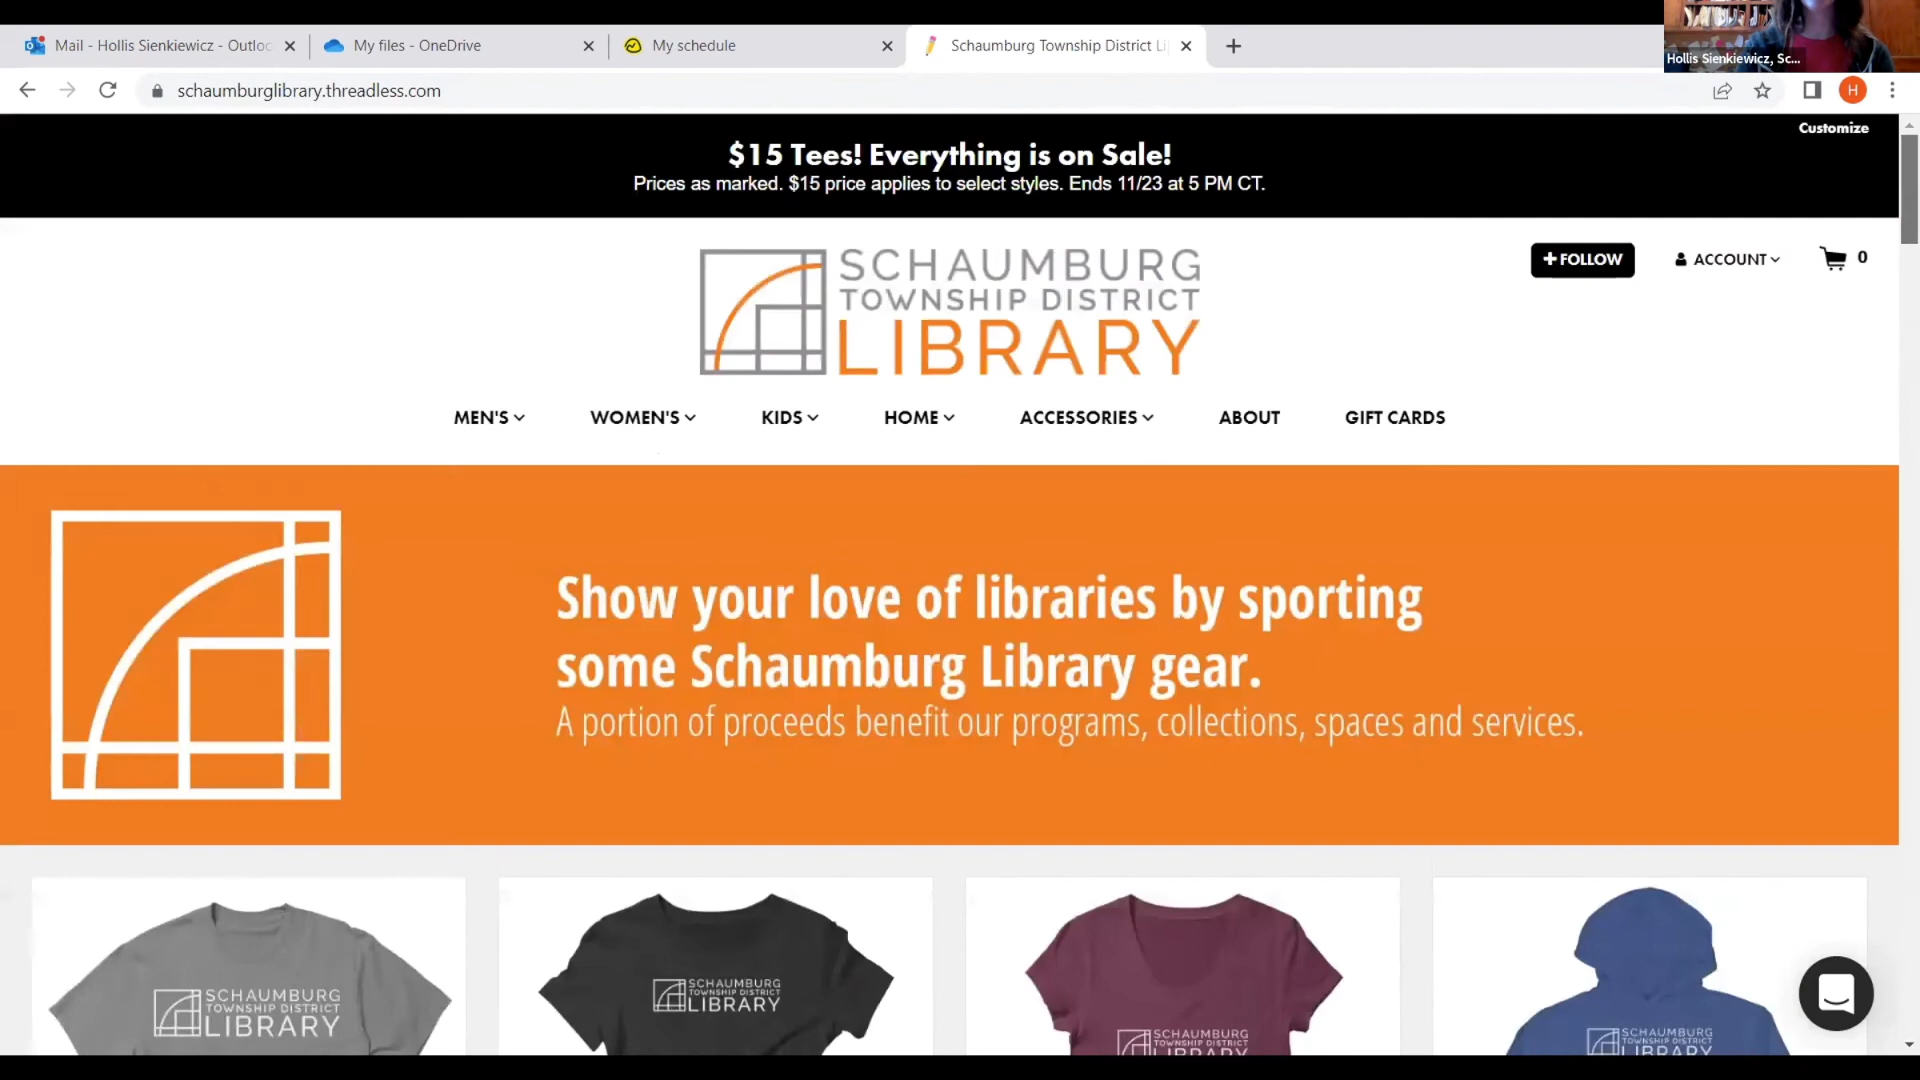 Mail - Hollis Sienkiewicz - Outloo
My files - OneDrive
My schedule
Schaumburg Township District Li
Hollis Sienkiewicz, Sc...
schaumburglibrary.threadless.com
H
Customize
$15 Tees! Everything is on Sale!
Prices as marked. $15 price applies to select styles. Ends 11/23 at 5 PM CT.
SCHAUMBURG
TOWNSHIP DISTRICT
LIBRARY
+FOLLOW
ACCOUNT
0
MEN'S
WOMEN'S
KIDS
HOME
ACCESSORIES
ABOUT
GIFT CARDS
Show your love of libraries by sporting
some Schaumburg Library gear.
A portion of proceeds benefit our programs, collections, spaces and services.
SCHAUMBURG
TOWNSHIP DISTRICT
LIBRARY
SCHAUMBURG
TOWNSHIP DISTRICT
LIBRARY
SCHAUMBURG
TOWNSHIP DISTRICT
LIBRARY
SCHAUMBURG
TOWNSHIP DISTRICT
LIBRARY